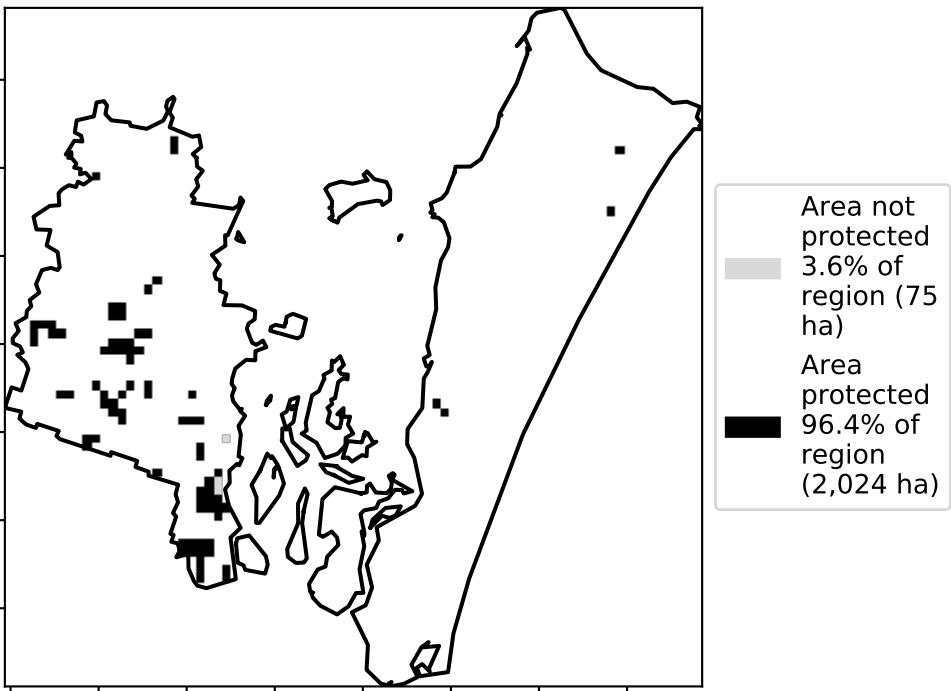 Area not
protected
3.6% of
region (75
ha)
Area
protected
96.4% of
region
(2,024 ha)